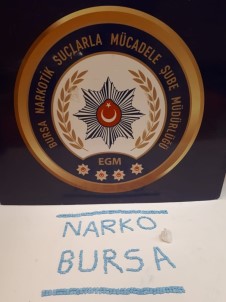 BURSA NARKOTİK SUÇLARLA MÜCADELE ŞUBE MÜDÜRLÜĞÜ
EGM
NARKO
BURSA